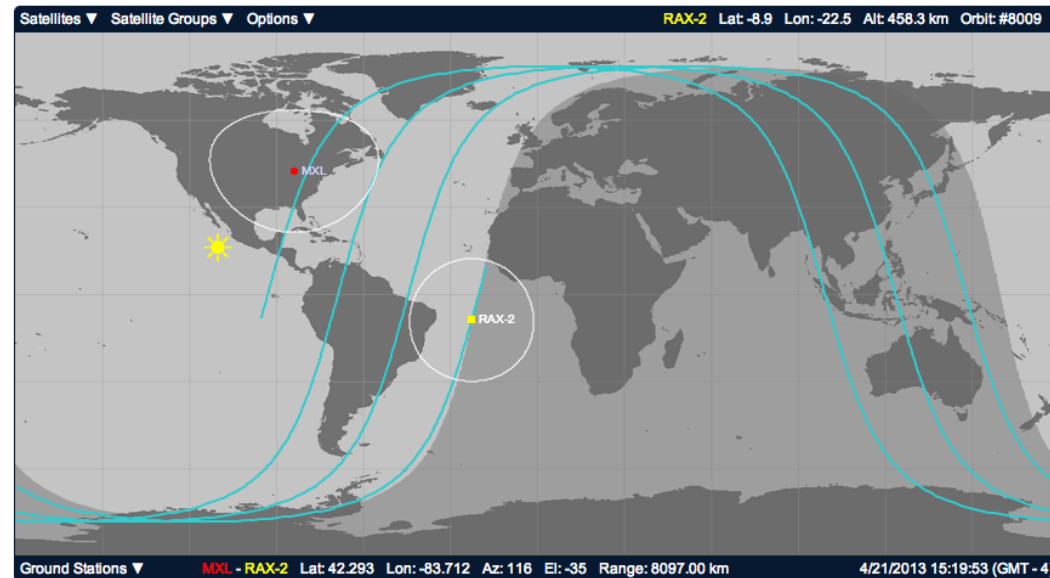 Satellites ▼ Satellite Groups ▼ Options ▼ RAX-2 Lat: -8.9 Lon: -22.5 Alt: 458.3 km Orbit: #8009
MXL
RAX-2
Ground Stations ▼ MXL - RAX-2 Lat: 42.293 Lon: -83.712 Az: 116 El: -35 Range: 8097.00 km 4/21/2013 15:19:53 (GMT - 4